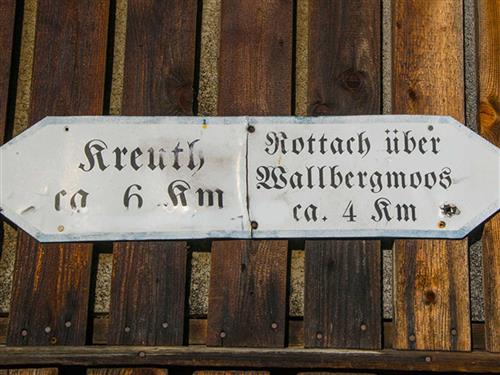 Kreuth
ca. 6 Km
Rottach über
Wallbergmoos
ca. 4 Km